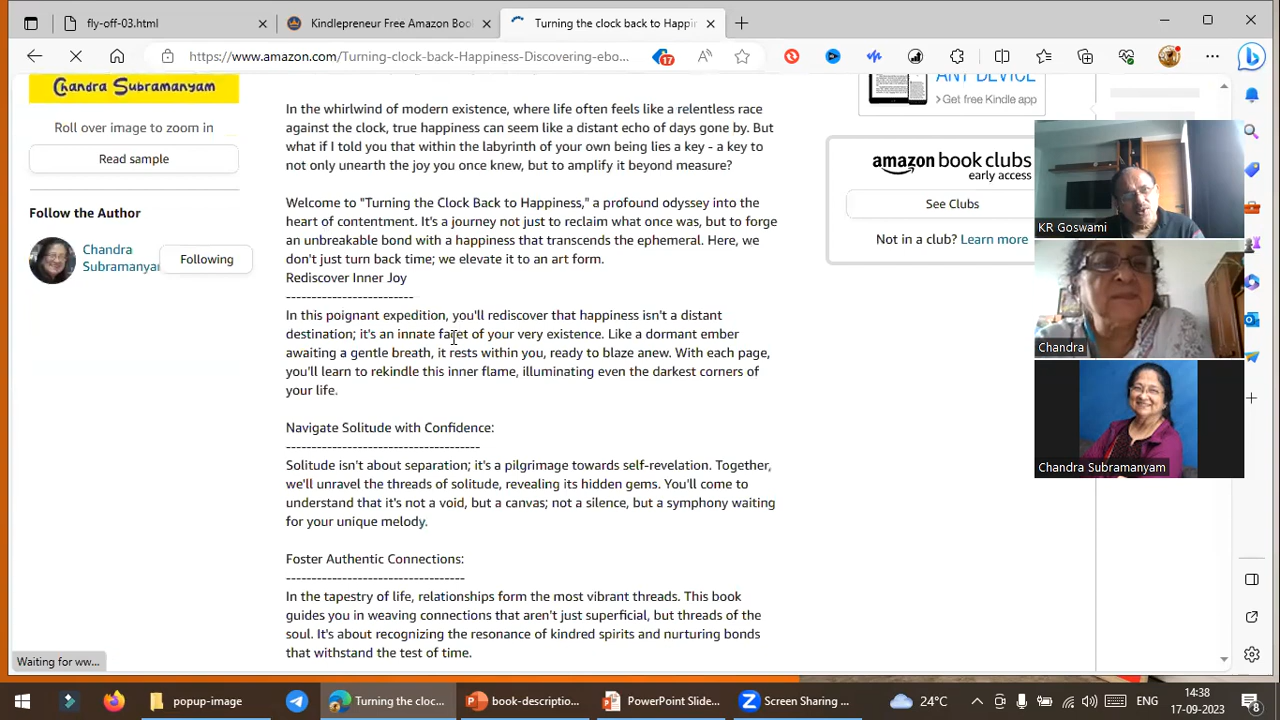 fly-off-03.html
Kindlepreneur Free Amazon Boo
Turning the clock back to Happin
https://www.amazon.com/Turning-clock-back-Happiness-Discovering-ebo...
17
Chandra Subramanyam
Roll over image to zoom in
Read sample
Follow the Author
Chandra
Subramanyam
Following
In the whirlwind of modern existence, where life often feels like a relentless race
against the clock, true happiness can seem like a distant echo of days gone by. But
what if I told you that within the labyrinth of your own being lies a key - a key to
not only unearth the joy you once knew, but to amplify it beyond measure?
Welcome to "Turning the Clock Back to Happiness," a profound odyssey into the
heart of contentment. It's a journey not just to reclaim what once was, but to forge
an unbreakable bond with a happiness that transcends the ephemeral. Here, we
don't just turn back time; we elevate it to an art form.
Rediscover Inner Joy
-------------------------
In this poignant expedition, you'll rediscover that happiness isn't a distant
destination; it's an innate facet of your very existence. Like a dormant ember
awaiting a gentle breath, it rests within you, ready to blaze anew. With each page,
you'll learn to rekindle this inner flame, illuminating even the darkest corners of
your life.
Navigate Solitude with Confidence:
--------------------------------------
Solitude isn't about separation; it's a pilgrimage towards self-revelation. Together,
we'll unravel the threads of solitude, revealing its hidden gems. You'll come to
understand that it's not a void, but a canvas; not a silence, but a symphony waiting
for your unique melody.
Foster Authentic Connections:
-----------------------------------
In the tapestry of life, relationships form the most vibrant threads. This book
guides you in weaving connections that aren't just superficial, but threads of the
soul. It's about recognizing the resonance of kindred spirits and nurturing bonds
that withstand the test of time.
ANY DEVICE
> Get free Kindle app
amazon book clubs
early access
See Clubs
Not in a club? Learn more
KR Goswami
Chandra
Chandra Subramanyam
Waiting for ww...
popup-image
Turning the cloc...
book-descriptio...
PowerPoint Slide...
Screen Sharing ...
24°C
ENG
14:38
17-09-2023
8